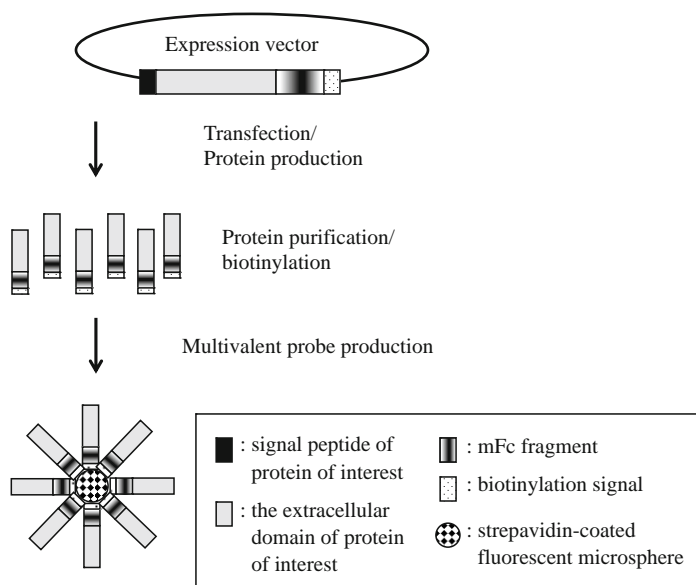 Expression vector
Transfection/
Protein production
Protein purification/
biotinylation
Multivalent probe production
: signal peptide of
protein of interest
: the extracellular
domain of protein
of interest
: mFc fragment
: biotinylation signal
: strepavidin-coated
fluorescent microsphere